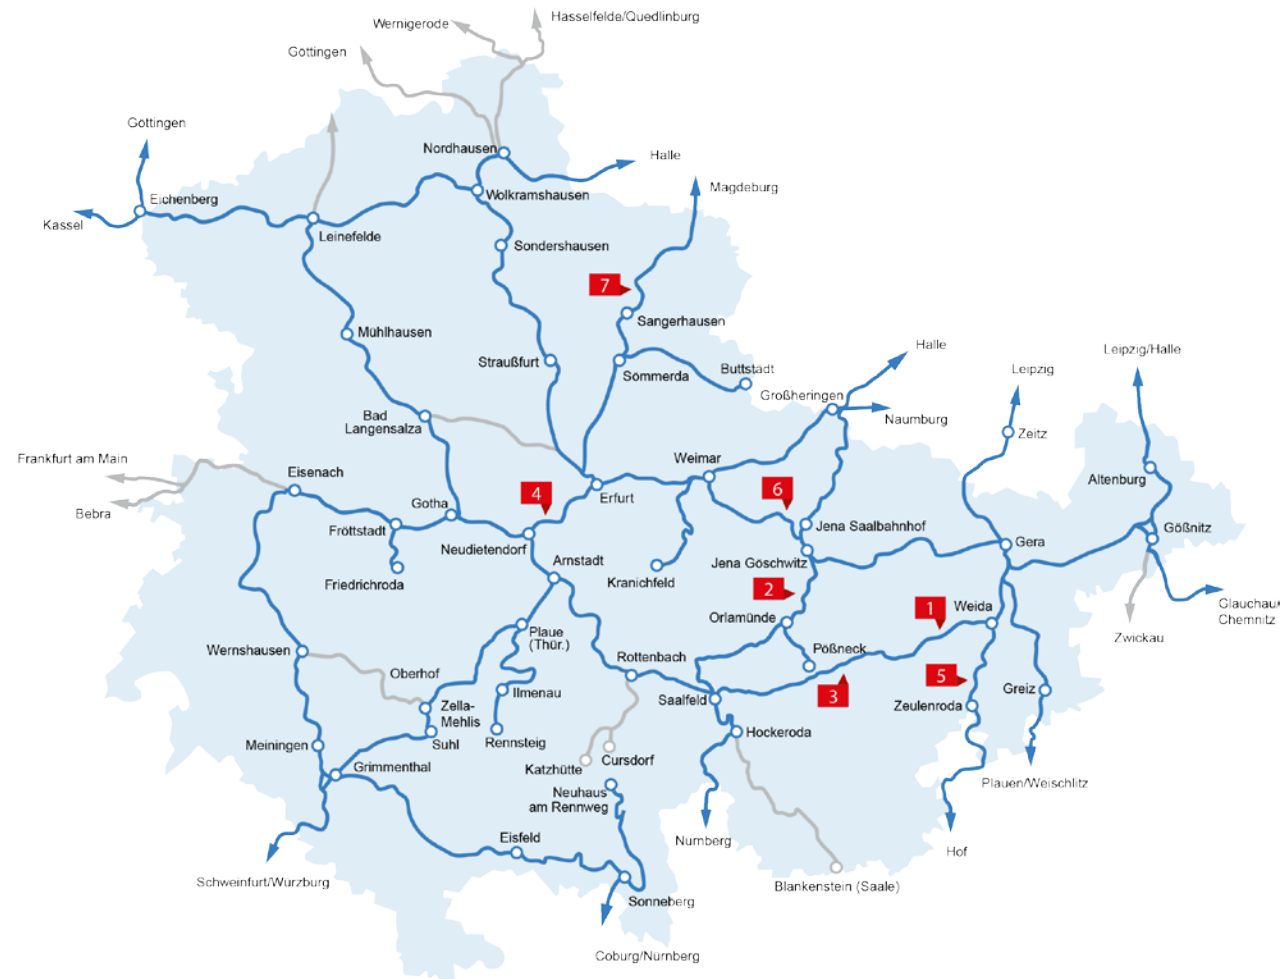 Hasselfelde/Quedlinburg
Wernigerode
Göttingen
Göttingen
Nordhausen
Halle
Magdeburg
Eichenberg
Wolkramshausen
Kassel
Leinefelde
Sondershausen
7
Sangerhausen
Mühlhausen
Halle
Leipzig/Halle
Straußfurt
Sömmerda
Buttstädt
Leipzig
Großheringen
Bad
Langensalza
Naumburg
Zeitz
Frankfurt am Main
Weimar
Eisenach
Altenburg
4
6
Erfurt
Bebra
Gotha
Fröttstadt
Jena Saalbahnhof
Gößnitz
Neudietendorf
Gera
Arnstadt
Jena Göschwitz
Friedrichroda
Kranichfeld
2
1
Weida
Glauchau/
Chemnitz
Orlamünde
Plaue
(Thür.)
Zwickau
Wernshausen
Pößneck
Rottenbach
Oberhof
5
Ilmenau
3
Greiz
Saalfeld
Zeulenroda
Zella-
Mehlis
Hockeroda
Meiningen
Suhl
Rennsteig
Cursdorf
Grimmenthal
Katzhütte
Plauen/Weischlitz
Neuhaus
am Rennweg
Eisfeld
Nürnberg
Hof
Schweinfurt/Würzburg
Blankenstein (Saale)
Sonneberg
Coburg/Nürnberg